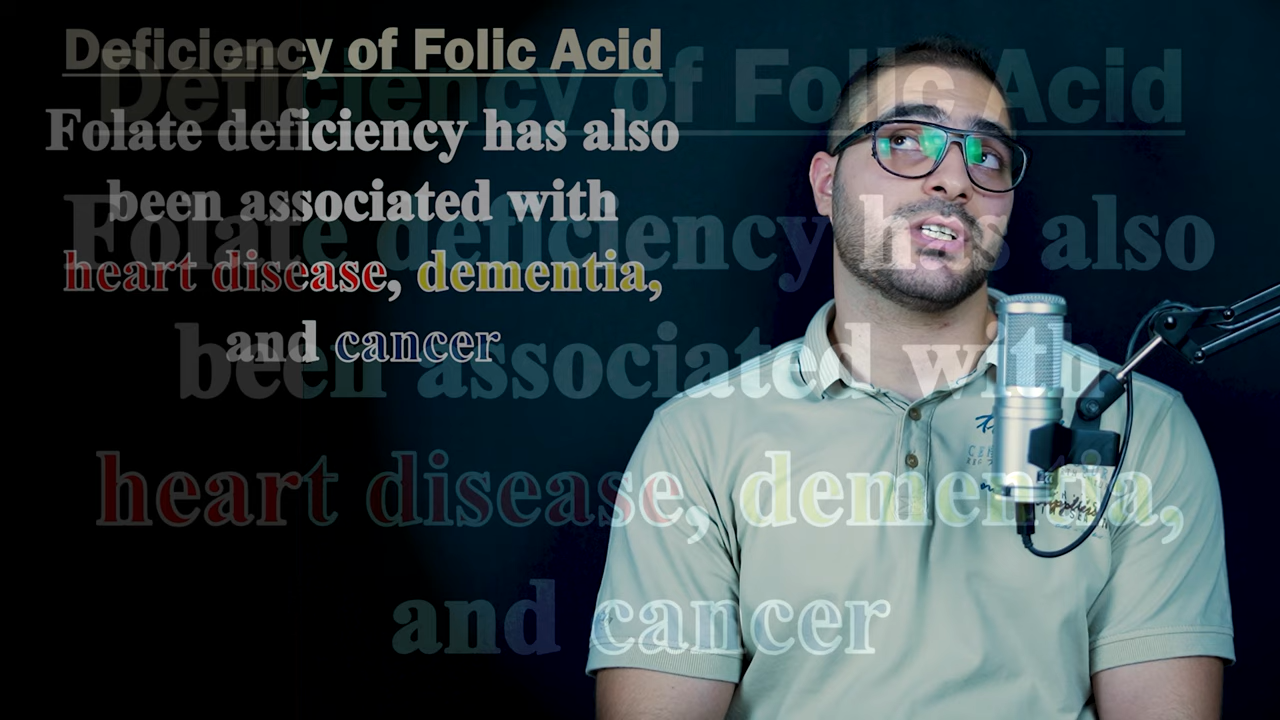 Deficiency of Folic Acid
Folate deficiency has also
been associated with
heart disease, dementia,
and cancer
Deficiency of Folic Acid
Folate deficiency has also
been associated with
heart disease, dementia,
and cancer